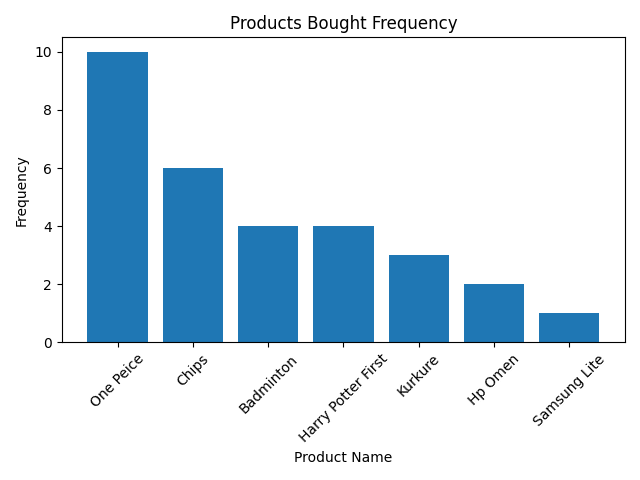 Products Bought Frequency
10
8
6
4
2
0
Frequency
One Peice
Chips
Badminton
Harry Potter First
Kurkure
Hp Omen
Samsung Lite
Product Name